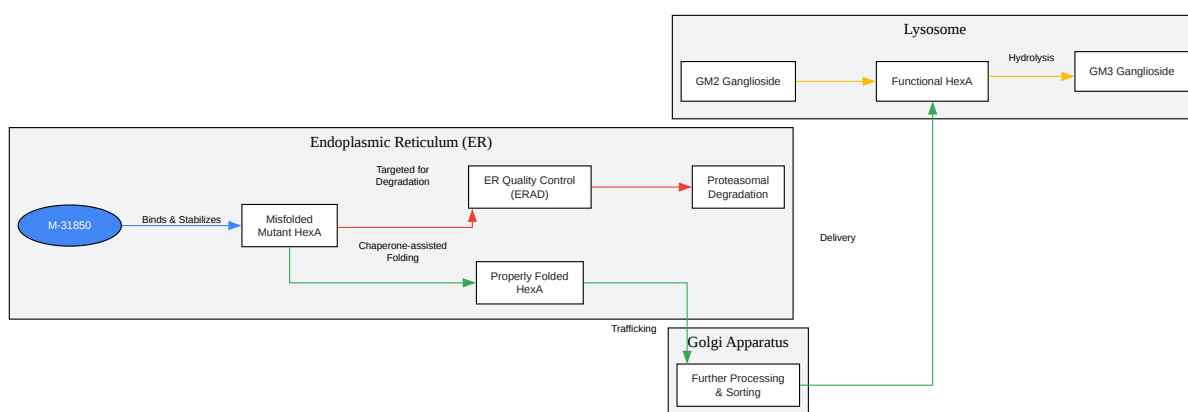 Lysosome
Hydrolysis
GM2 Ganglioside
Functional HexA
GM3 Ganglioside
Endoplasmic Reticulum (ER)
Targeted for
Degradation
ER Quality Control
(ERAD)
Proteasomal
Degradation
M-31850
Binds & Stabilizes
Misfolded
Mutant HexA
Chaperone-assisted
Folding
Properly Folded
HexA
Delivery
Trafficking
Golgi Apparatus
Further Processing
& Sorting